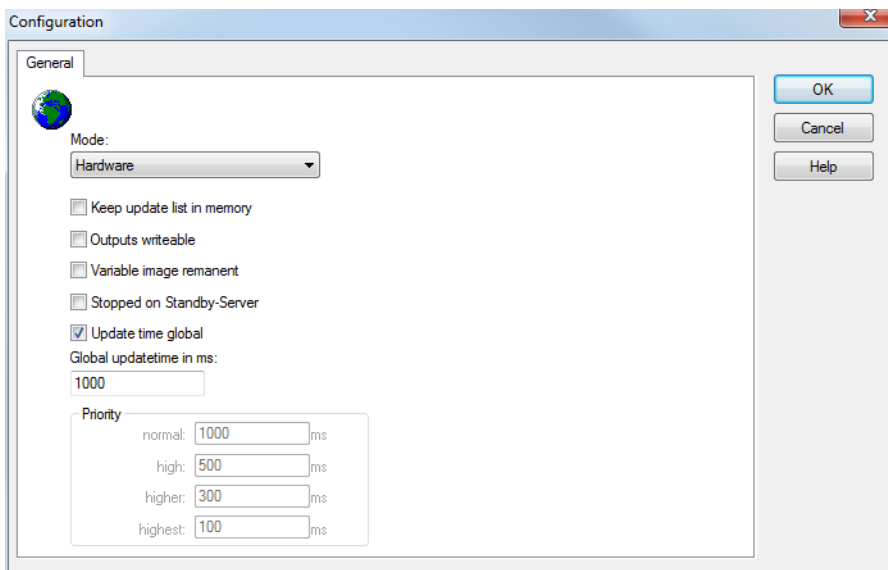 Configuration
General
OK
Cancel
Help
Mode:
Hardware
Keep update list in memory
Outputs writeable
Variable image remanent
Stopped on Standby-Server
Update time global
Global updatetime in ms:
1000
Priority
normal: 1000 ms
high: 500 ms
higher: 300 ms
highest: 100 ms